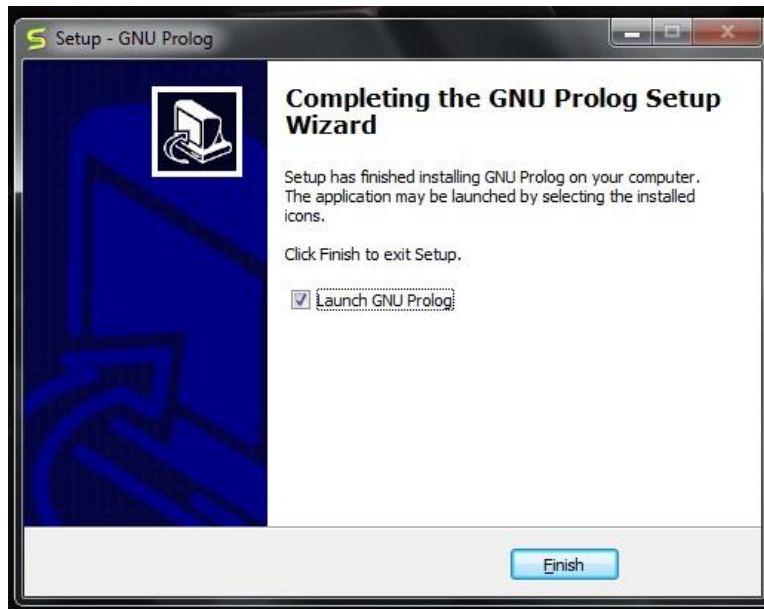 Setup - GNU Prolog
Completing the GNU Prolog Setup
Wizard
Setup has finished installing GNU Prolog on your computer.
The application may be launched by selecting the installed
icons.
Click Finish to exit Setup.
Launch GNU Prolog
Finish